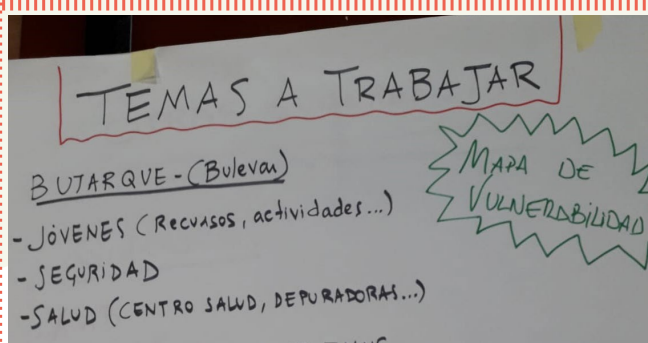 TEMAS A TRABAJAR
MAPA DE
VULNERABILIDAD
BUTARQUE-(Bulevar)
- JÓVENES (Recursos, actividades...)
- SEGURIDAD
- SALUD (CENTRO SALUD, DEPURADORAS...)